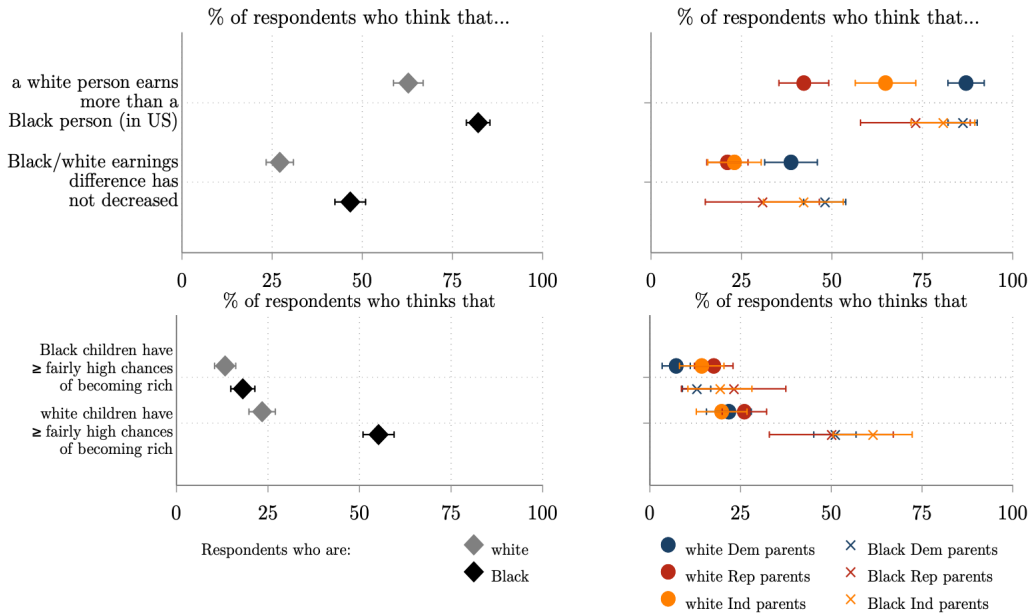 % of respondents who think that...
a white person earns
more than a
Black person (in US)
Black/white earnings
difference has
not decreased
0 25 50 75 100
% of respondents who think that...
0 25 50 75 100
% of respondents who thinks that
Black children have
≥ fairly high chances
of becoming rich
white children have
≥ fairly high chances
of becoming rich
0 25 50 75 100
% of respondents who thinks that
0 25 50 75 100
Respondents who are:
white
Black
white Dem parents
white Rep parents
white Ind parents
Black Dem parents
Black Rep parents
Black Ind parents